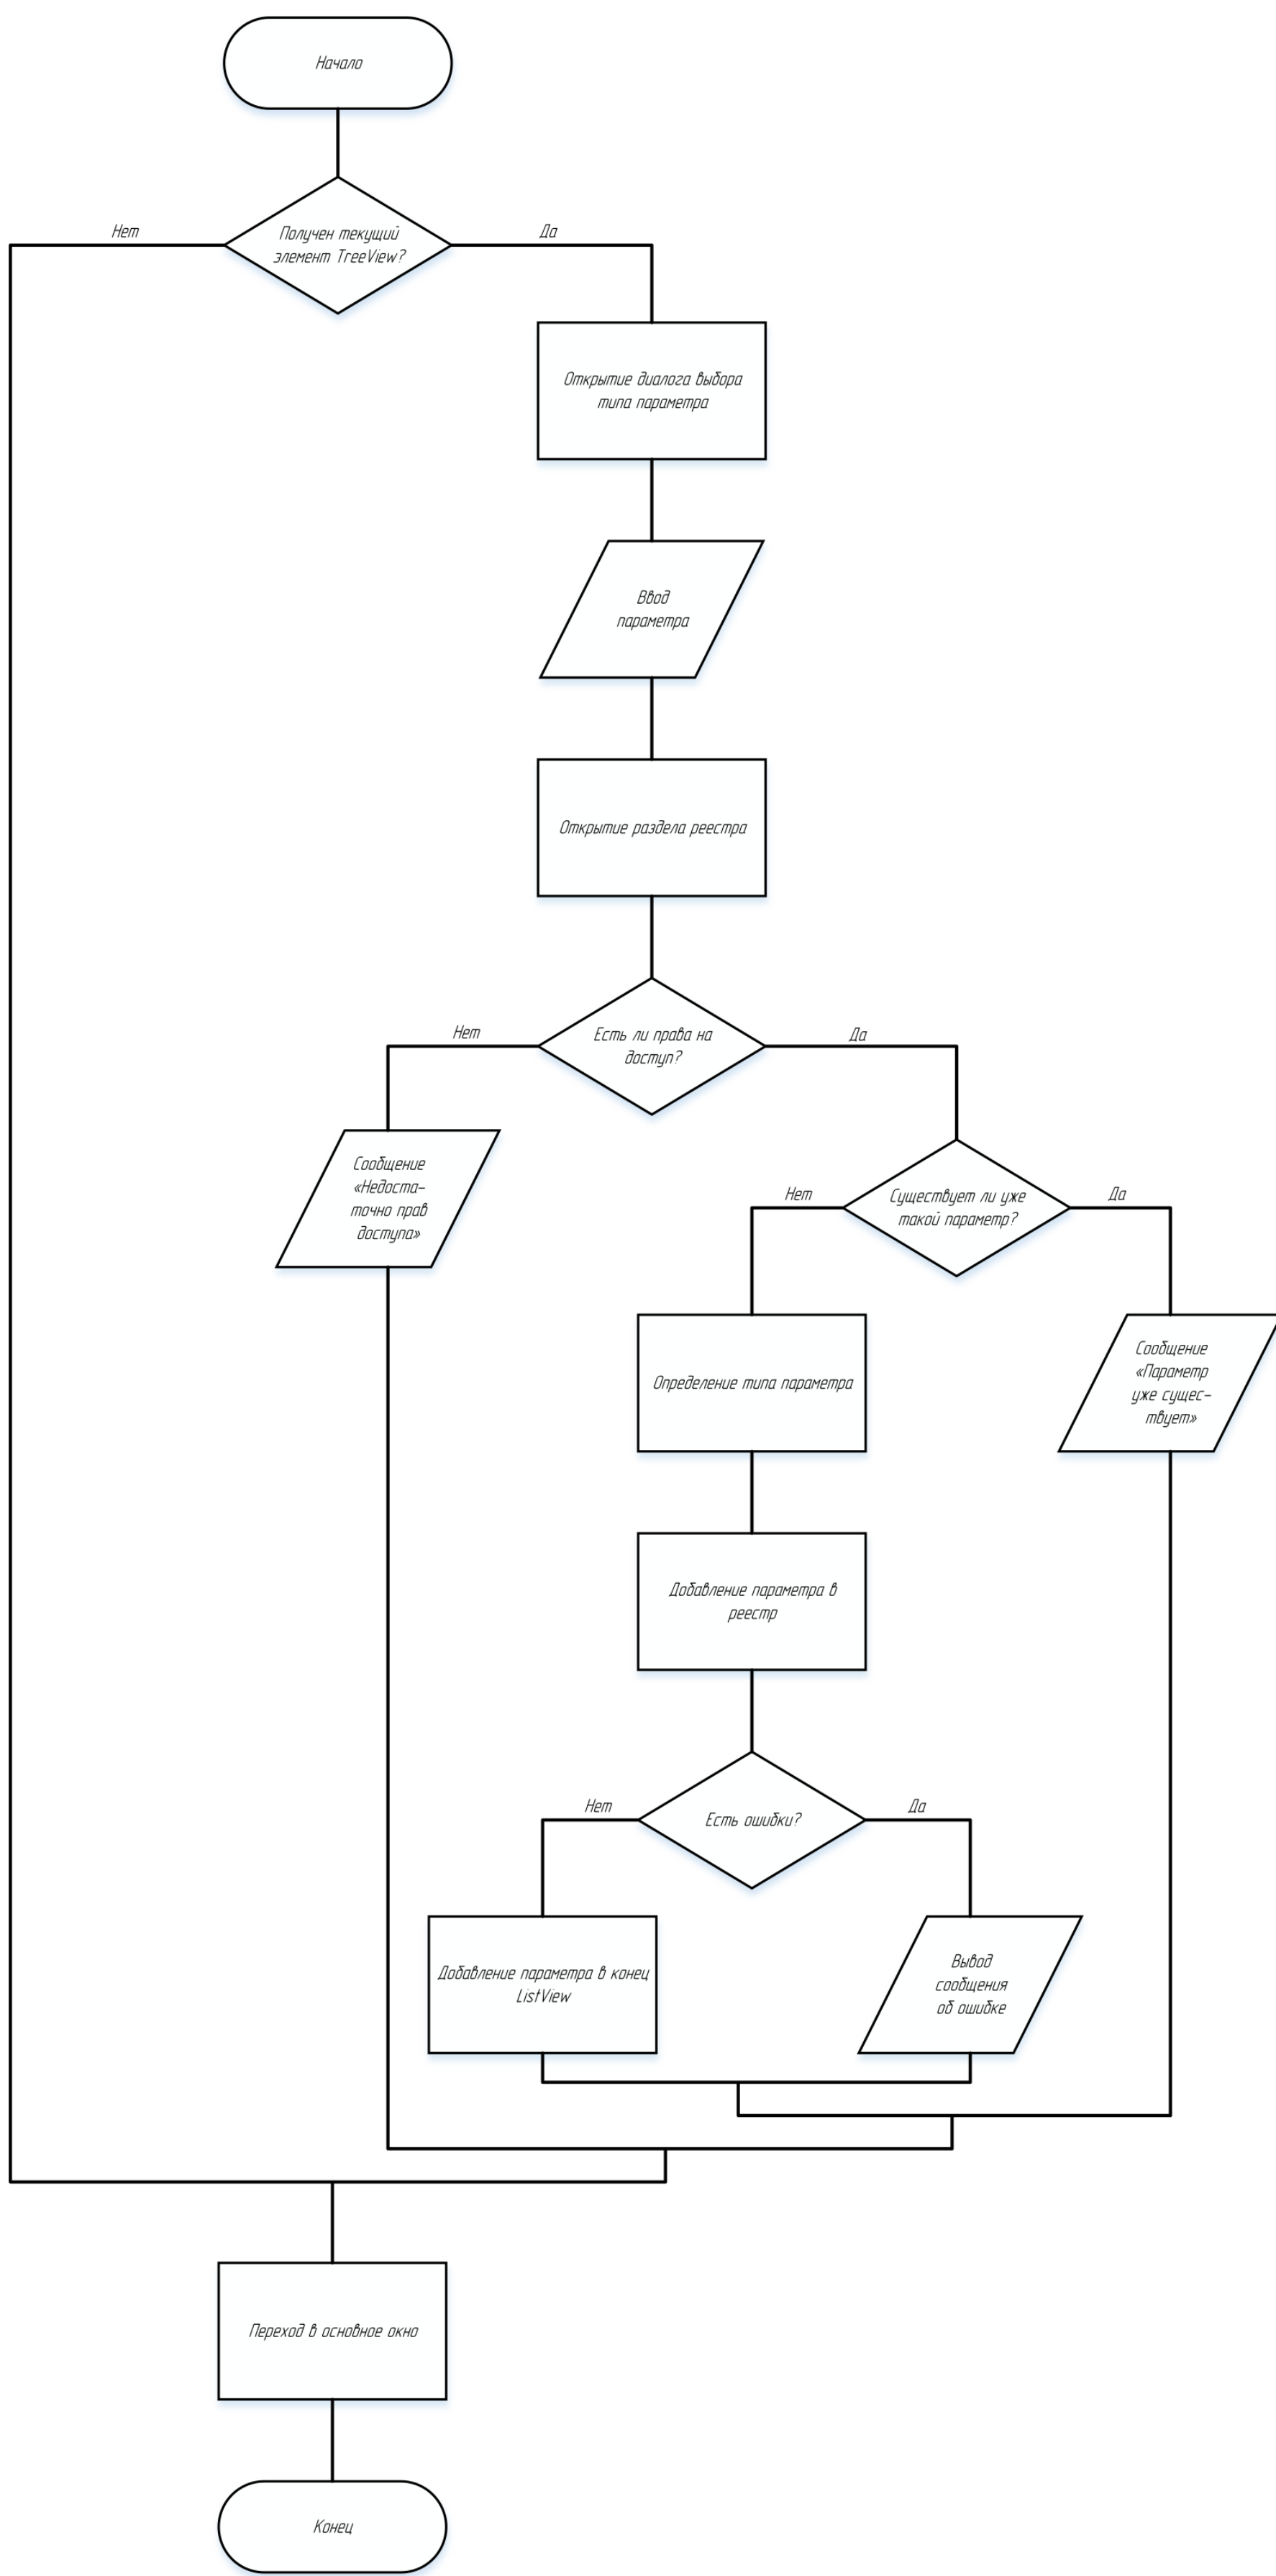 Начало
Получен текущий
элемент TreeView?
Нет
Да
Открытие диалога выбора
типа параметра
Ввод
параметра
Открытие раздела реестра
Есть ли права на
доступ?
Нет
Да
Сообщение
«Недоста-
точно прав
доступа»
Существует ли уже
такой параметр?
Нет
Да
Определение типа параметра
Сообщение
«Параметр
уже сущес-
твует»
Добавление параметра в
реестр
Есть ошибки?
Нет
Да
Добавление параметра в конец
ListView
Вывод
сообщения
об ошибке
Переход в основное окно
Конец